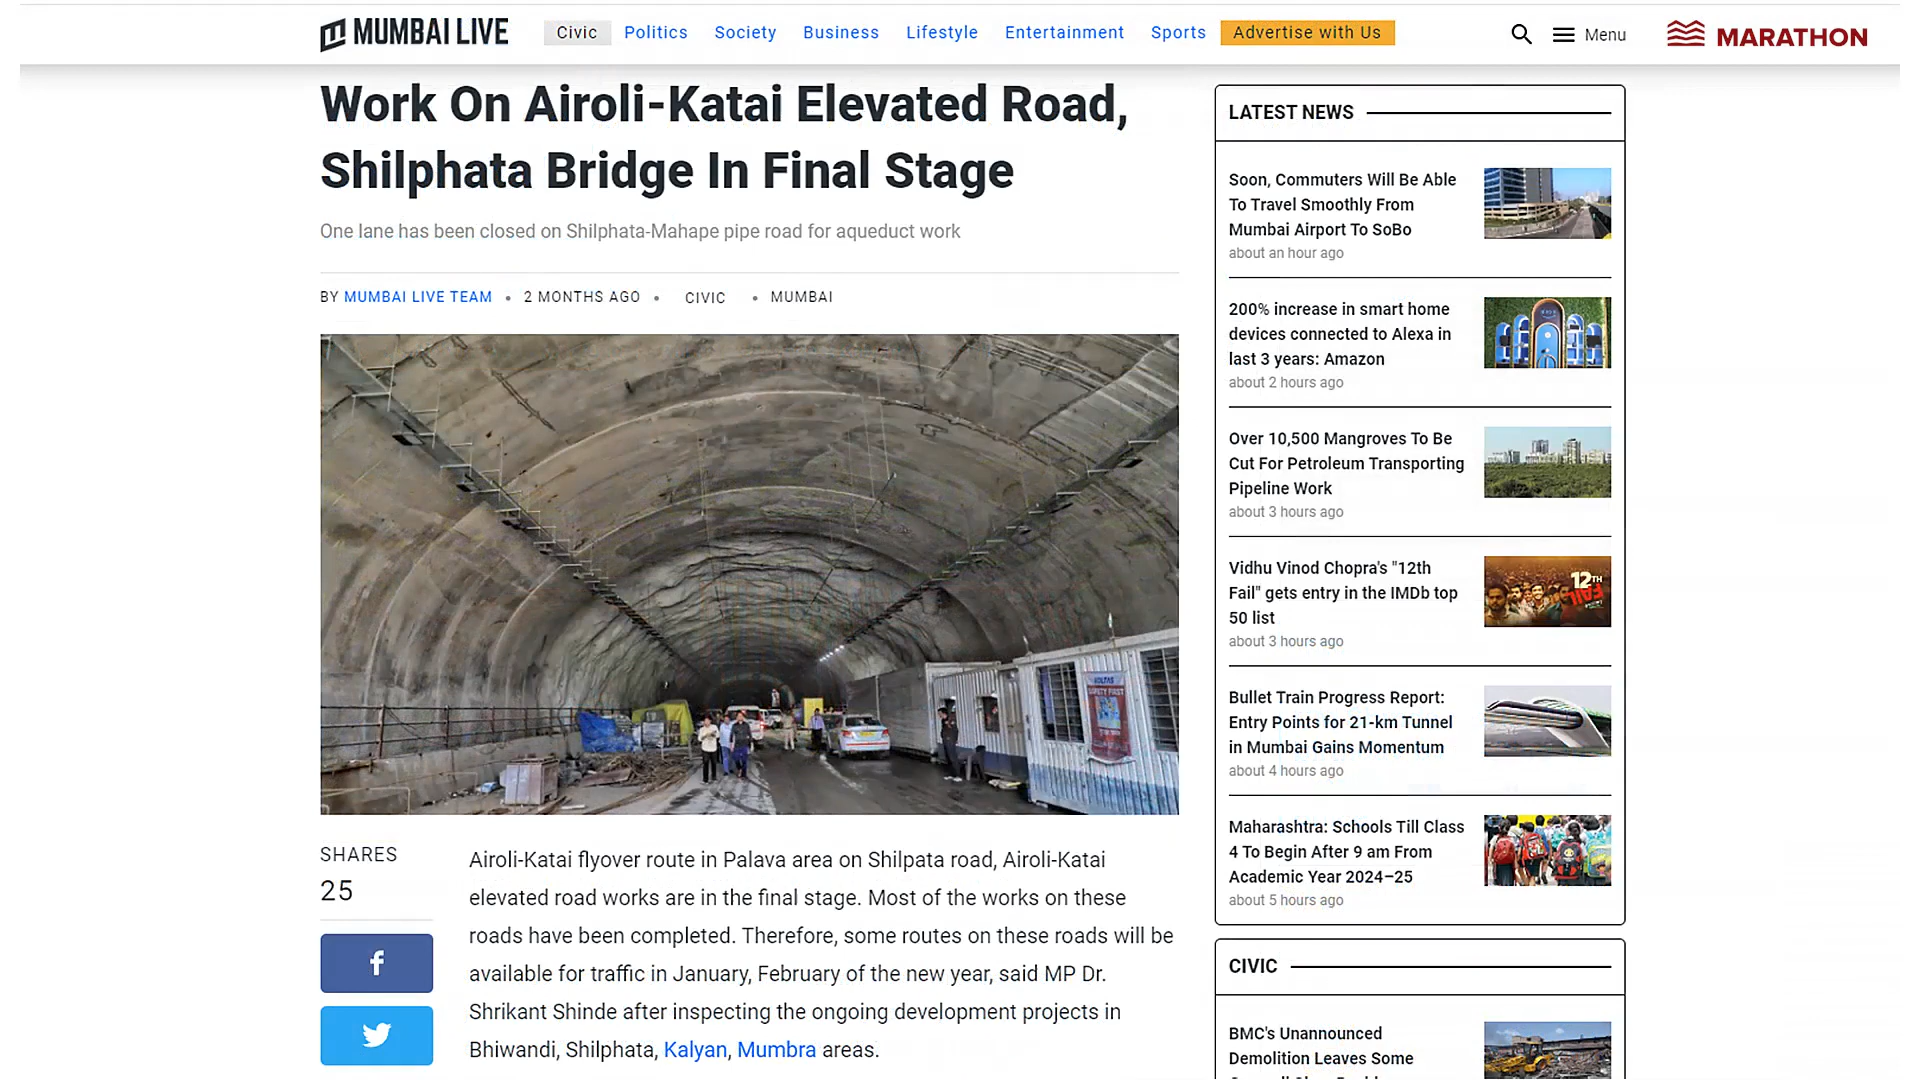 MUMBAI LIVE
Civic Politics Society Business Lifestyle Entertainment Sports Advertise with Us
Menu
MARATHON
Work On Airoli-Katai Elevated Road,
Shilphata Bridge In Final Stage
One lane has been closed on Shilphata-Mahape pipe road for aqueduct work
BY MUMBAI LIVE TEAM • 2 MONTHS AGO • CIVIC • MUMBAI
VOLTAS
SAFETY FIRST
SHARES
25
Airoli-Katai flyover route in Palava area on Shilpata road, Airoli-Katai
elevated road works are in the final stage. Most of the works on these
roads have been completed. Therefore, some routes on these roads will be
available for traffic in January, February of the new year, said MP Dr.
Shrikant Shinde after inspecting the ongoing development projects in
Bhiwandi, Shilphata, Kalyan, Mumbra areas.
LATEST NEWS
Soon, Commuters Will Be Able
To Travel Smoothly From
Mumbai Airport To SoBo
about an hour ago
200% increase in smart home
devices connected to Alexa in
last 3 years: Amazon
about 2 hours ago
Over 10,500 Mangroves To Be
Cut For Petroleum Transporting
Pipeline Work
about 3 hours ago
Vidhu Vinod Chopra's "12th
Fail" gets entry in the IMDb top
50 list
about 3 hours ago
12TH
FAIL
Bullet Train Progress Report:
Entry Points for 21-km Tunnel
in Mumbai Gains Momentum
about 4 hours ago
Maharashtra: Schools Till Class
4 To Begin After 9 am From
Academic Year 2024–25
about 5 hours ago
CIVIC
BMC's Unannounced
Demolition Leaves Some